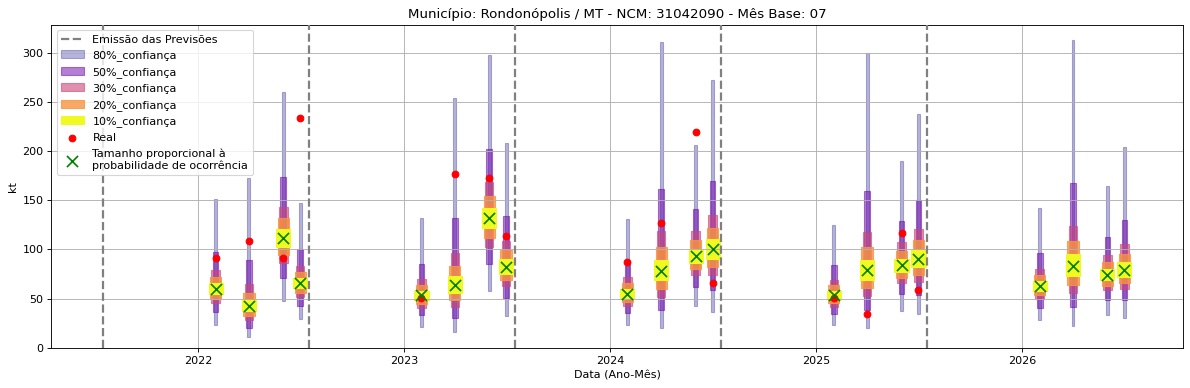 Município: Rondonópolis / MT - NCM: 31042090 - Mês Base: 07
Emissão das Previsões
80%_confiança
50%_confiança
30%_confiança
20%_confiança
10%_confiança
Real
Tamanho proporcional à
probabilidade de ocorrência
kt
300
250
200
150
100
50
0
2022
2023
2024
2025
2026
Data (Ano-Mês)